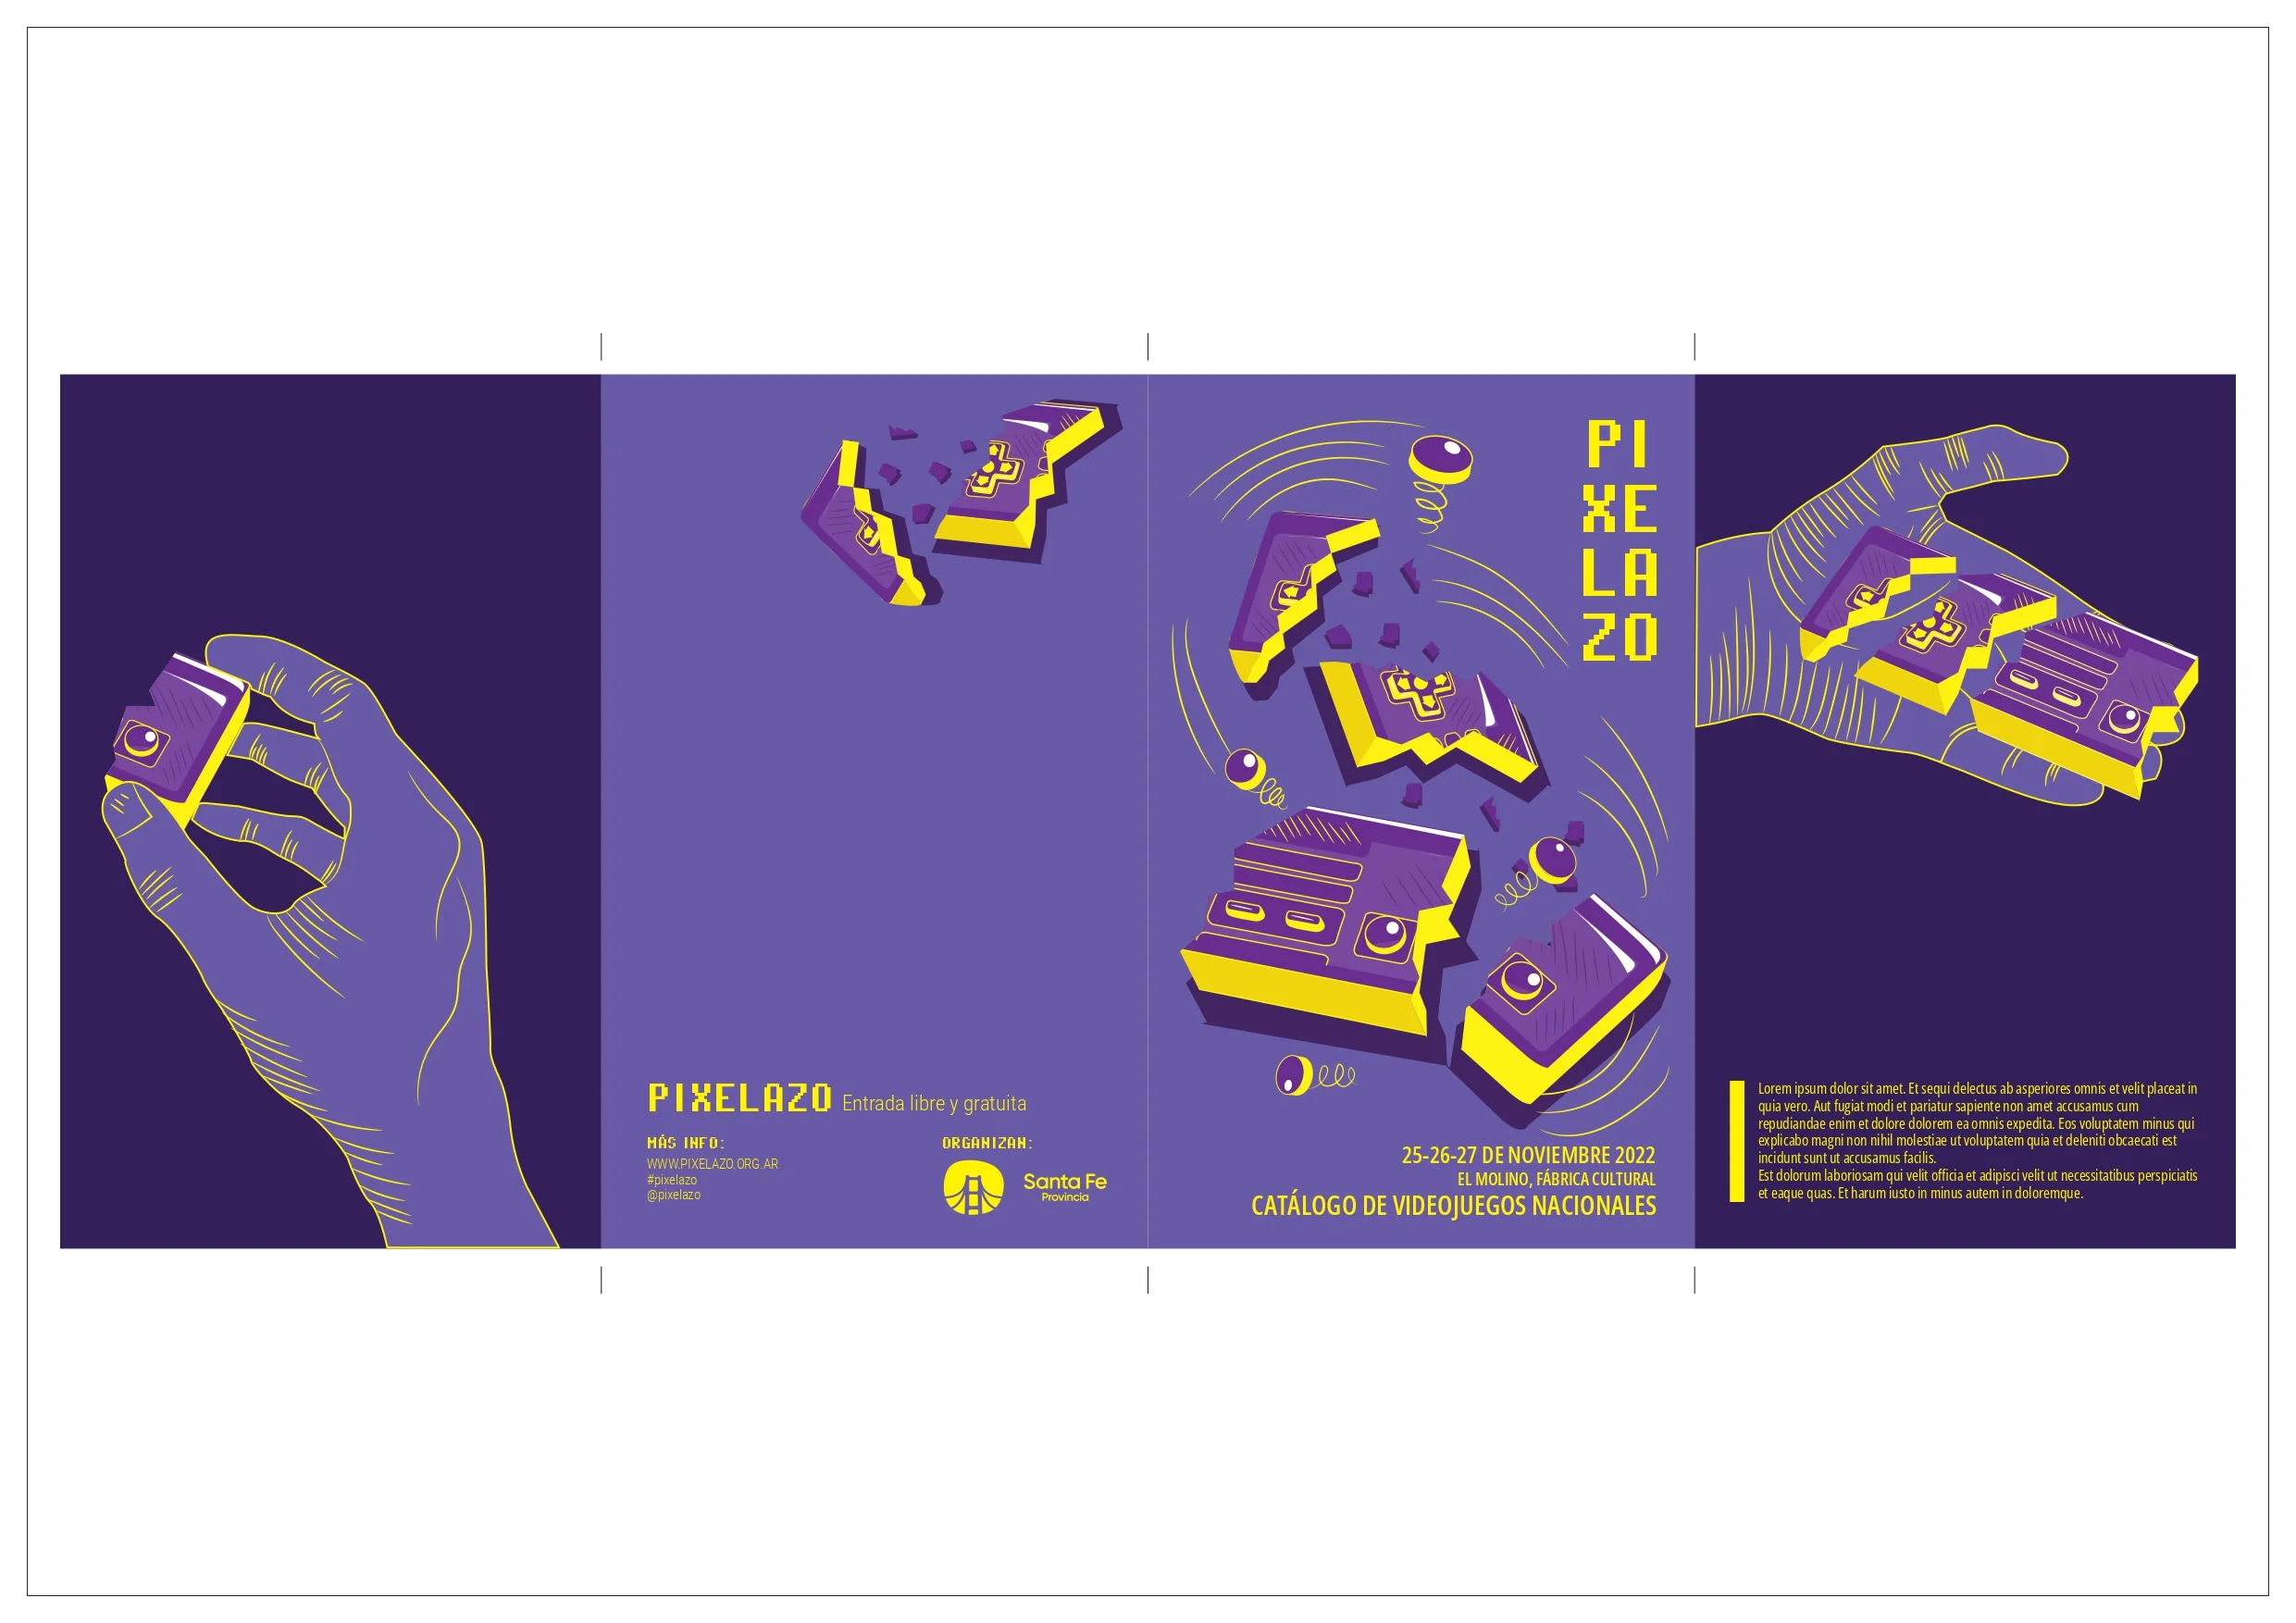 PIXELAZO Entrada libre y gratuita
MÁS INFO:
WWW.PIXELAZO.ORG.AR
#pixelazo
@pixelazo
ORGANIZAN:
Santa Fe
Provincia
PI
XE
LA
ZO
25-26-27 DE NOVIEMBRE 2022
EL MOLINO, FÁBRICA CULTURAL
CATÁLOGO DE VIDEOJUEGOS NACIONALES
Lorem ipsum dolor sit amet. Et sequi delectus ab asperiores omnis et velit placeat in
quia vero. Aut fugiat modi et pariatur sapiente non amet accusamus cum
repudiandae enim et dolore dolorem ea omnis expedita. Eos voluptatem minus qui
explicabo magni non nihil molestiae ut voluptatem quia et deleniti obcaecati est
incidunt sunt ut accusamus facilis.
Est dolorum laboriosam qui velit officia et adipisci velit ut necessitatibus perspiciatis
et eaque quas. Et harum iusto in minus autem in doloremque.